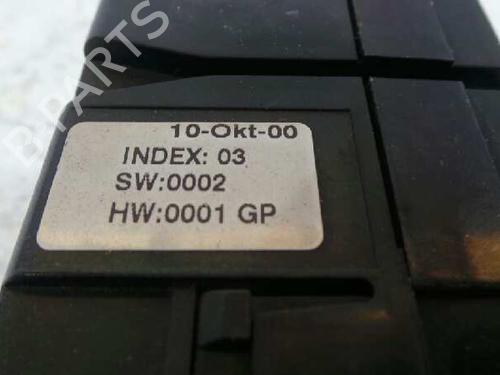 B-PARTS
10-Okt-00
INDEX: 03
SW:0002
HW:0001 GP